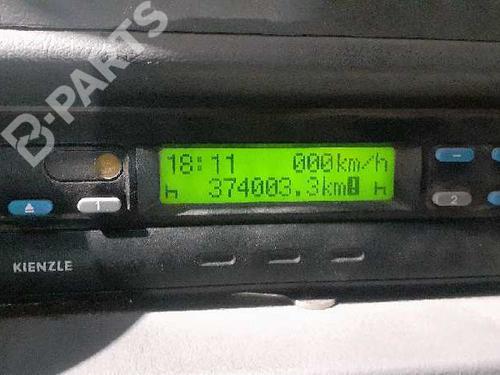 B-PARTS
18:11 000km/h
374003.3km
1
2
KIENZLE